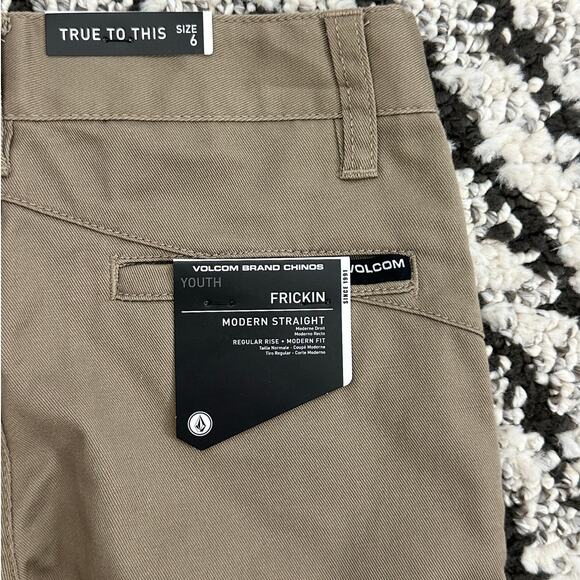 TRUE TO THIS
SIZE
6
VOLCOM BRAND CHINOS
YOUTH
FRICKIN
MODERN STRAIGHT
Moderne Droit
Moderno Recto
REGULAR RISE + MODERN FIT
Taille Normale - Coupé Moderne
Tiro Regular - Corte Moderno
SINCE 1991
VOLCOM